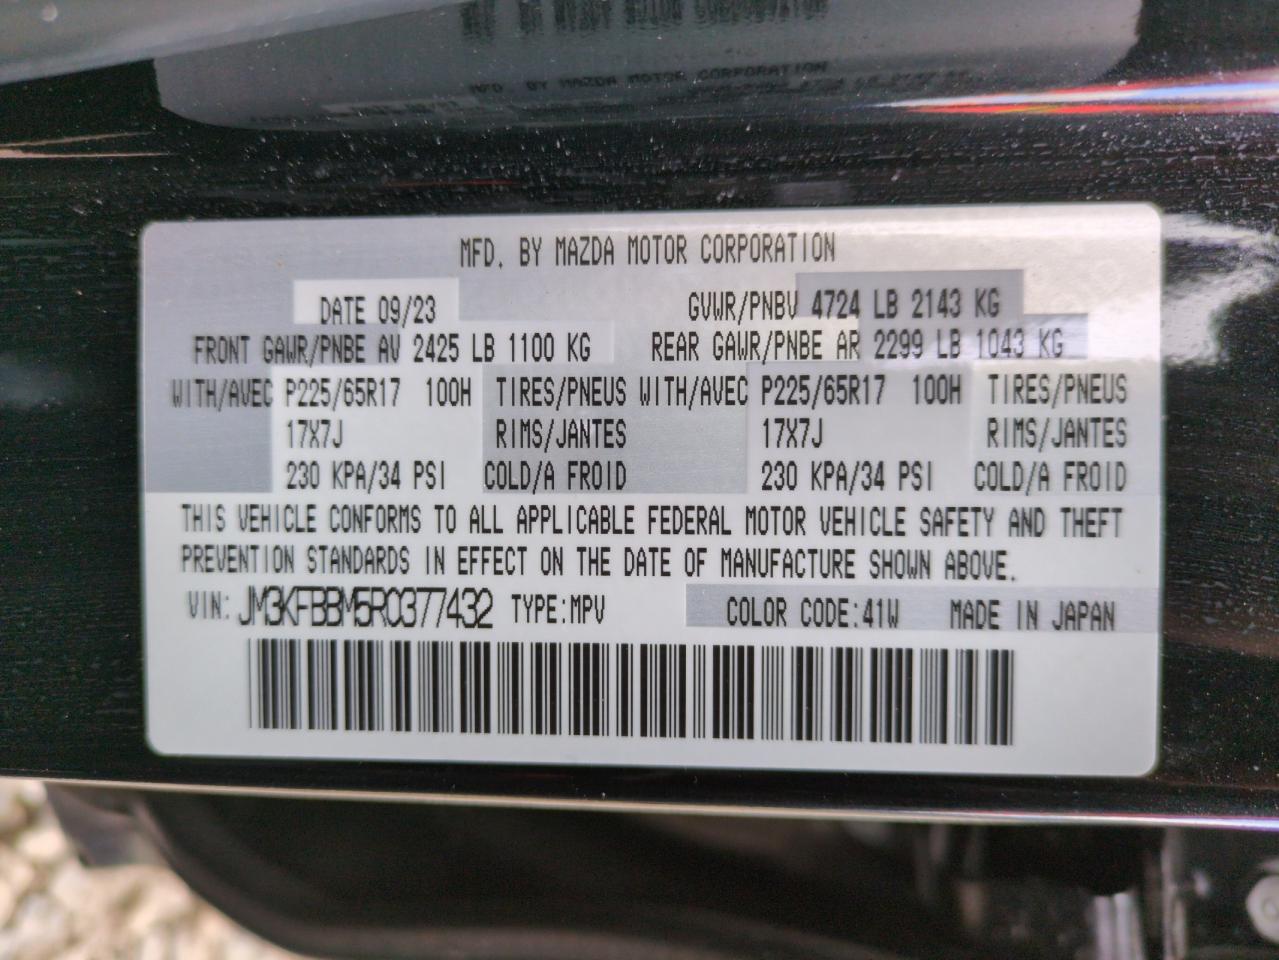 MFD. BY MAZDA MOTOR CORPORATION
DATE 09/23 GVWR/PNBV 4724 LB 2143 KG
FRONT GAWR/PNBE AV 2425 LB 1100 KG REAR GAWR/PNBE AR 2299 LB 1043 KG
WITH/AVEC P225/65R17 100H TIRES/PNEUS WITH/AVEC P225/65R17 100H TIRES/PNEUS
17X7J RIMS/JANTES 17X7J RIMS/JANTES
230 KPA/34 PSI COLD/A FROID 230 KPA/34 PSI COLD/A FROID
THIS VEHICLE CONFORMS TO ALL APPLICABLE FEDERAL MOTOR VEHICLE SAFETY AND THEFT
PREVENTION STANDARDS IN EFFECT ON THE DATE OF MANUFACTURE SHOWN ABOVE.
VIN: JM3KFBBM5R0377432 TYPE:MPV COLOR CODE:41W MADE IN JAPAN